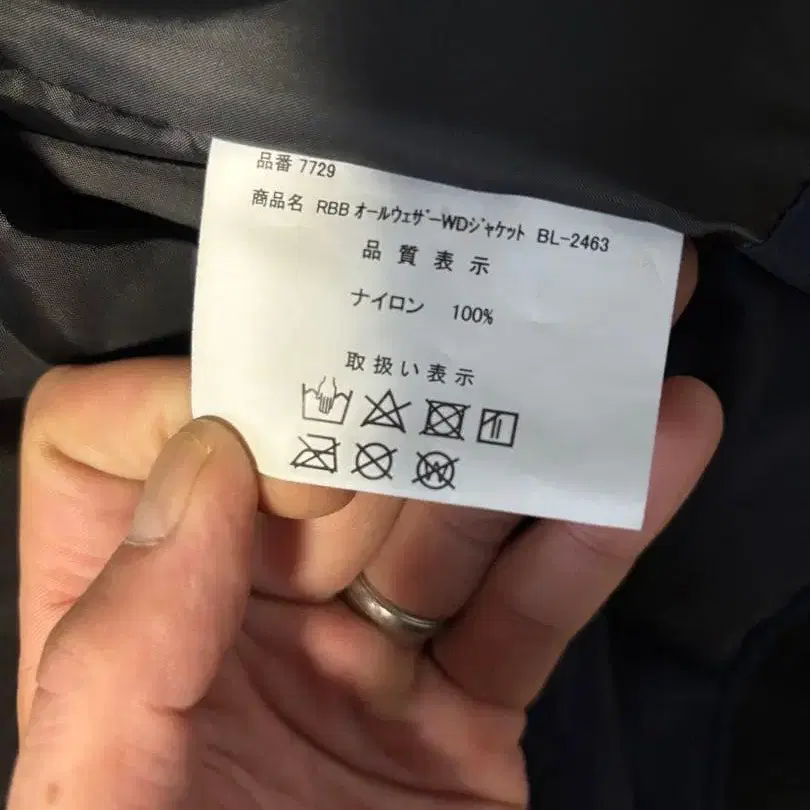 品番 7729
商品名 RBB オールウェザーWDジャケット BL-2463
品質表示
ナイロン 100%
取扱い表示